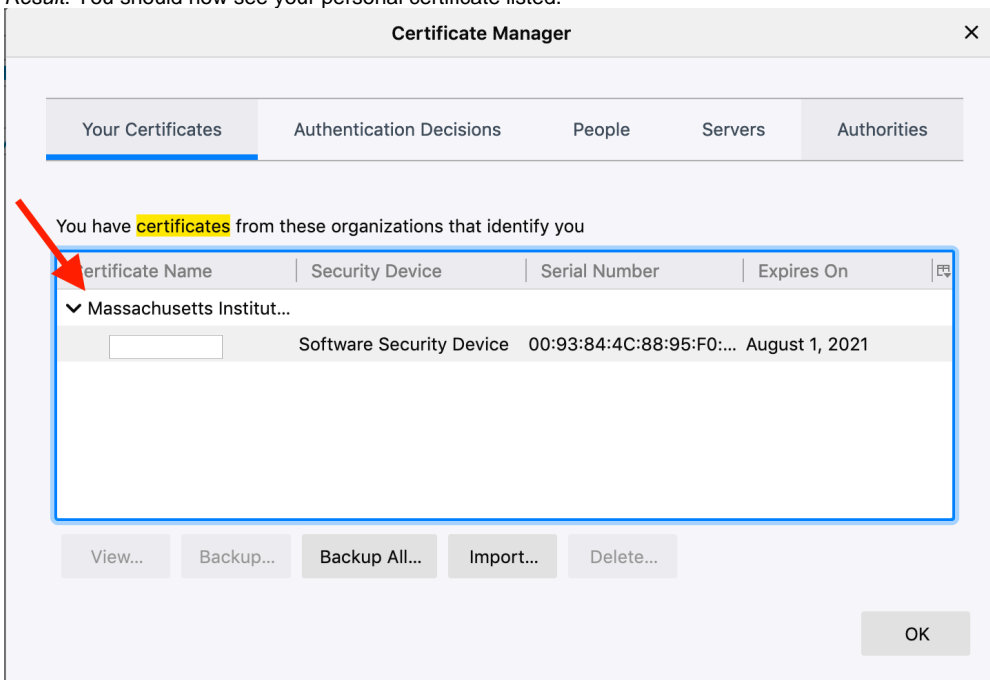 Result: You should now see your personal certificate listed.
Certificate Manager
Your Certificates Authentication Decisions People Servers Authorities
You have certificates from these organizations that identify you
ertificate Name Security Device Serial Number Expires On
Massachusetts Institut...
Software Security Device 00:93:84:4C:88:95:F0:... August 1, 2021
View... Backup... Backup All... Import... Delete...
OK